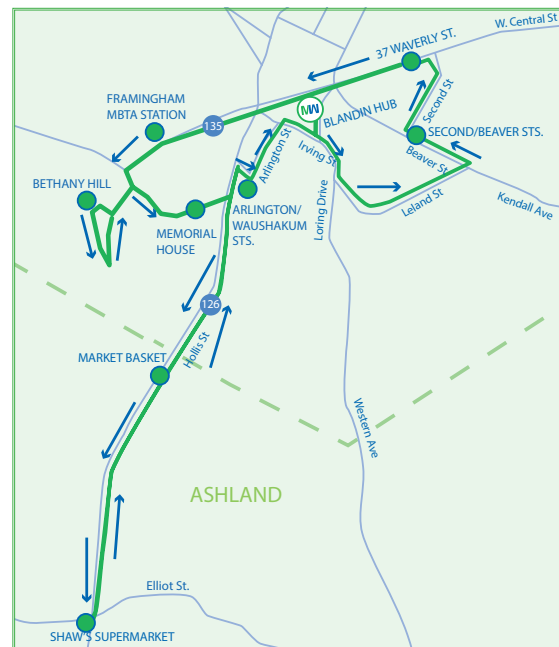 W. Central St
37 WAVERLY ST.
FRAMINGHAM
MBTA STATION
135
MW
BLANDIN HUB
Second St
SECOND/BEAVER STS.
Arlington St
Irving St
Beaver St
BETHANY HILL
Leland St
Kendall Ave
MEMORIAL
HOUSE
ARLINGTON/
WAUSHAKUM
STS.
Loring Drive
126
Hollis St
MARKET BASKET
Western Ave
ASHLAND
Elliot St.
SHAW'S SUPERMARKET